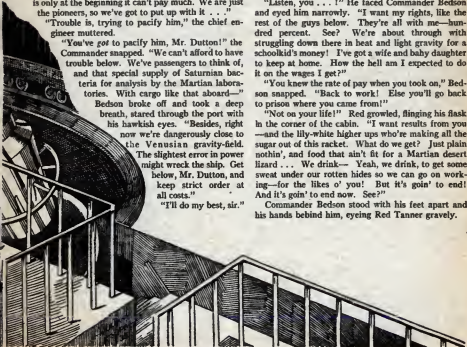 is only at the beginning it can't pay much. We are just
the pioneers, so we've got to put up with it . . ."
"Trouble is, trying to pacify him," the chief en-
gineer muttered.
"You've got to pacify him, Mr. Dutton!" the
Commander snapped. "We can't afford to have
trouble below. We've passengers to think of,
and that special supply of Saturnian bac-
teria for analysis by the Martian labora-
tories. With cargo like that aboard—"
Bedson broke off and took a deep
breath, stared through the port with
his hawkish eyes. "Besides, right
now we're dangerously close to
the Venusian gravity-field.
The slightest error in power
might wreck the ship. Get
below, Mr. Dutton, and
keep strict order at
all costs."
"I'll do my best, sir."
"Listen, you . . . !" He faced Commander Bedson
and eyed him narrowly. "I want my rights, like the
rest of the guys below. They're all with me—hun-
dred percent. See? We're about through with
struggling down there in heat and light gravity for a
schoolkid's money! I've got a wife and baby daughter
to keep at home. How the hell am I expected to do
it on the wages I get?"
"You knew the rate of pay when you took on," Bed-
son snapped. "Back to work! Else you'll go back
to prison where you came from!"
"Not on your life!" Red growled, flinging his flask
in the corner of the cabin. "I want results from you
—and the lily-white higher ups who're making all the
sugar out of this racket. What do we get? Just plain
nothin', and food that ain't fit for a Martian desert
lizard . . . We drink— Yeah, we drink, to get some
sweat under our rotten hides so we can go on work-
ing—for the likes o' you! But it's goin' to end!
And it's goin' to end now. See?"
Commander Bedson stood with his feet apart and
his hands behind him, eyeing Red Tanner gravely.